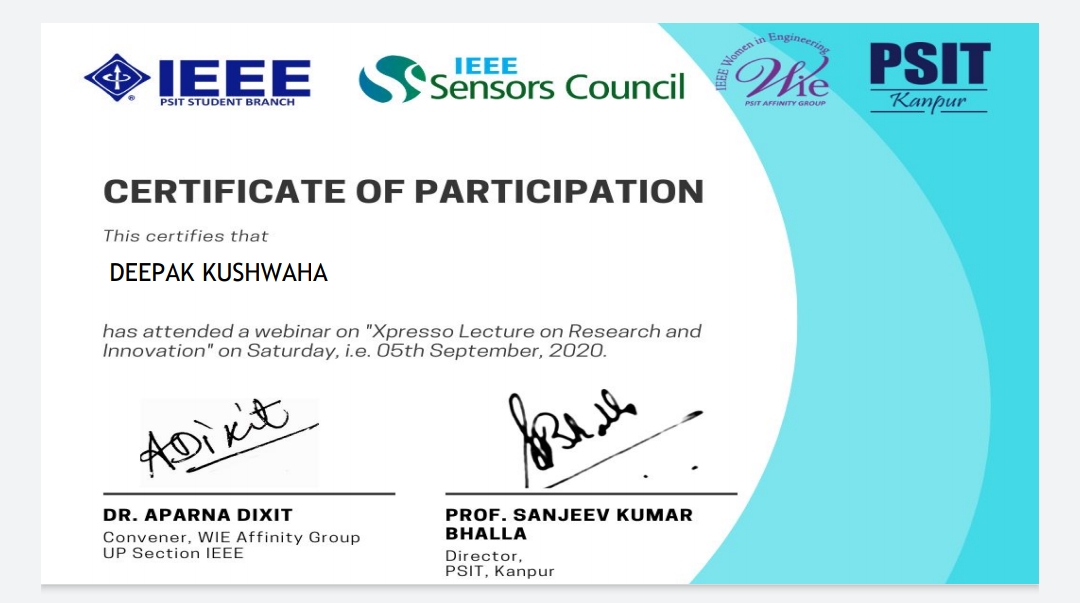 IEEE
PSIT STUDENT BRANCH
IEEE
Sensors Council
IEEE Women in Engineering
Wie
PSIT AFFINITY GROUP
PSIT
Kanpur
CERTIFICATE OF PARTICIPATION
This certifies that
DEEPAK KUSHWAHA
has attended a webinar on "Xpresso Lecture on Research and
Innovation" on Saturday, i.e. 05th September, 2020.
ADixit
SBhalla
DR. APARNA DIXIT
Convener, WIE Affinity Group
UP Section IEEE
PROF. SANJEEV KUMAR
BHALLA
Director,
PSIT, Kanpur